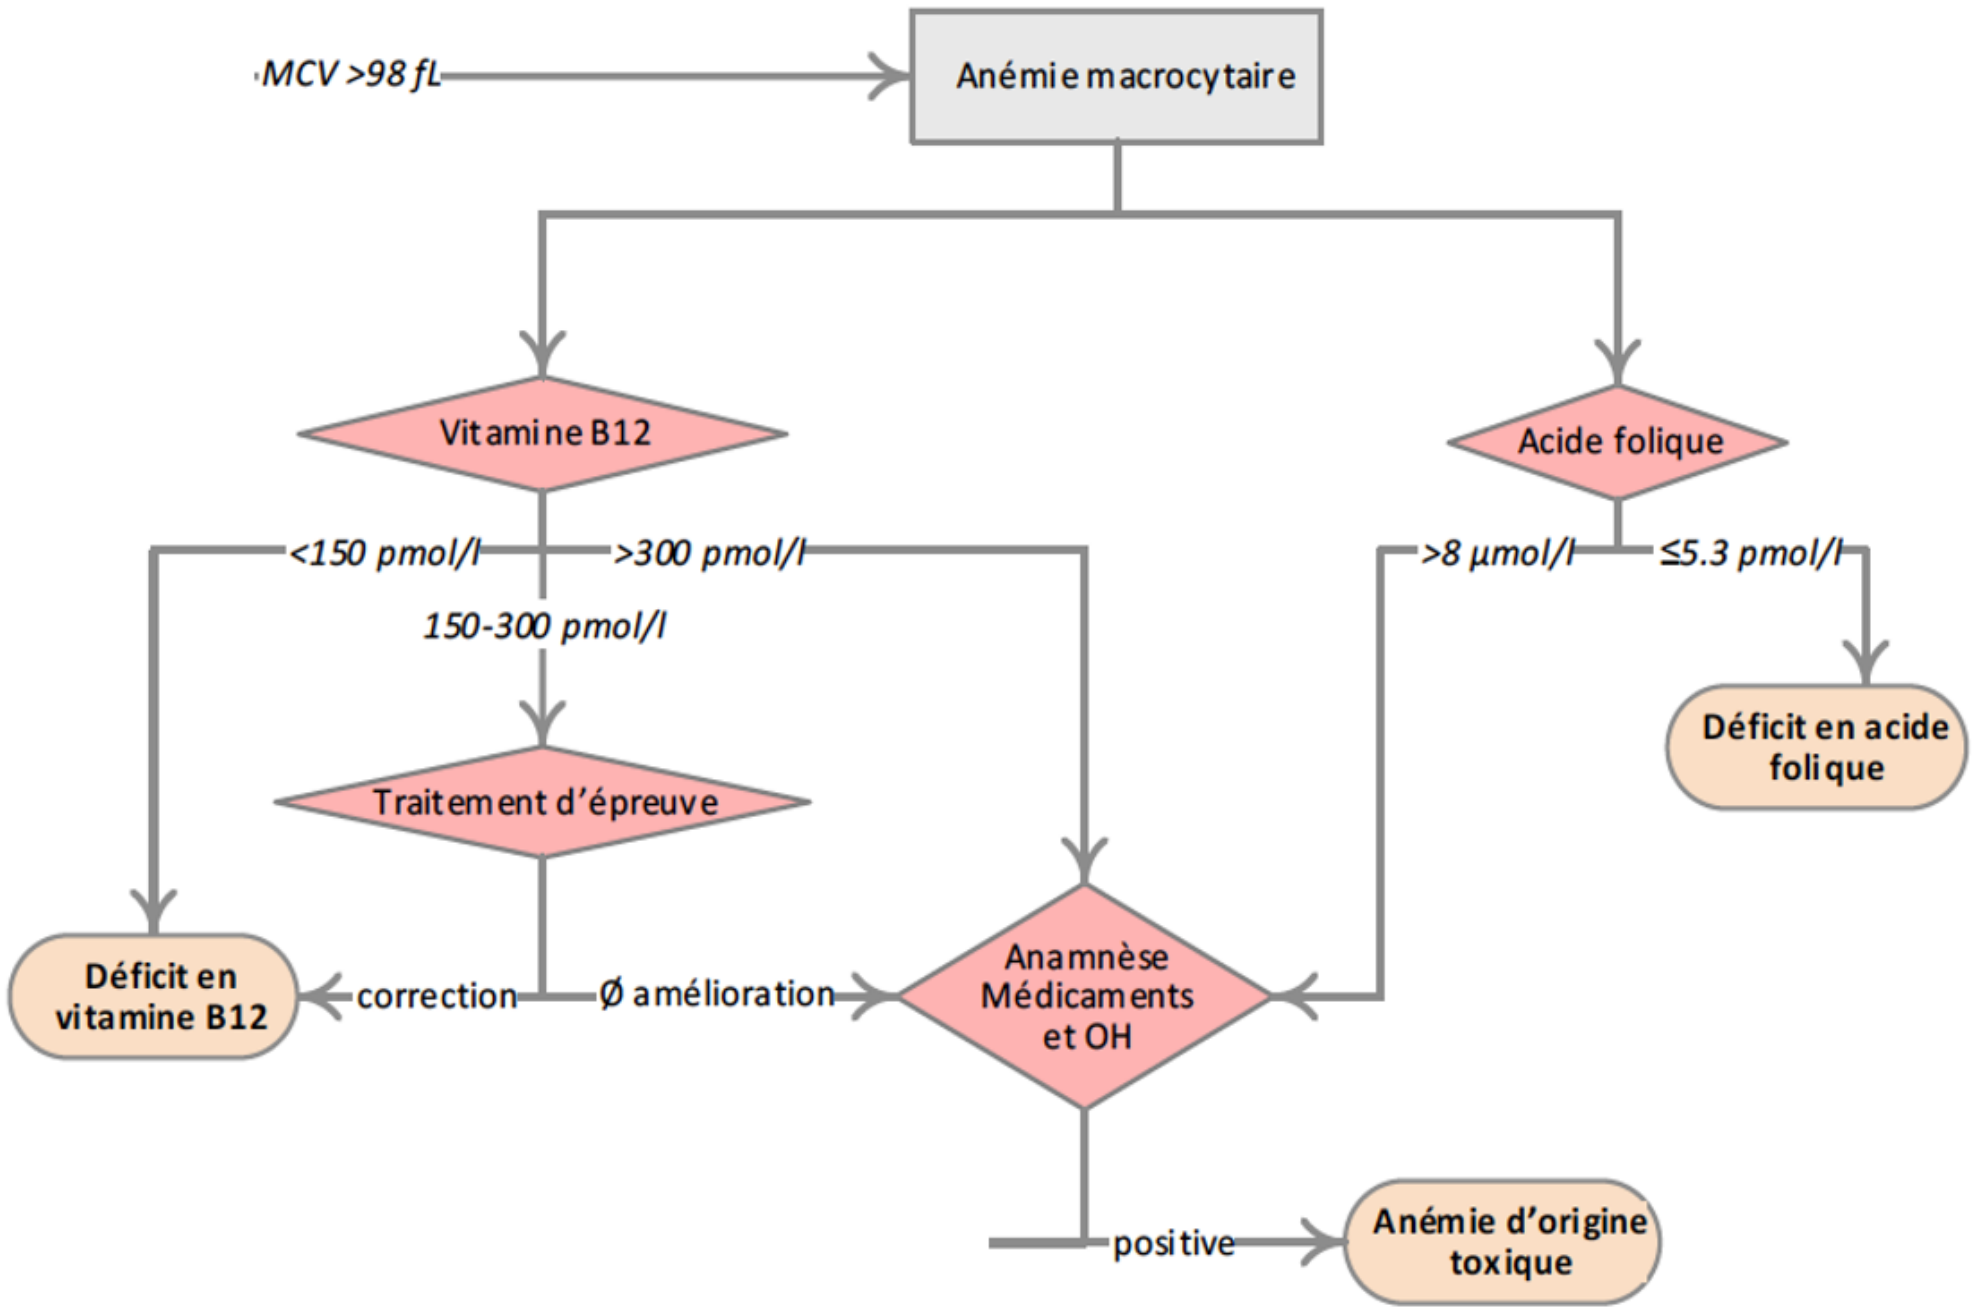 MCV >98 fL
Anémie macrocytaire
Vitamine B12
Acide folique
<150 pmol/l
>300 pmol/l
>8 µmol/l
≤5.3 pmol/l
150-300 pmol/l
Déficit en acide
folique
Traitement d'épreuve
Déficit en
vitamine B12
correction
Ø amélioration
Anamnèse
Médicaments
et OH
positive
Anémie d'origine
toxique